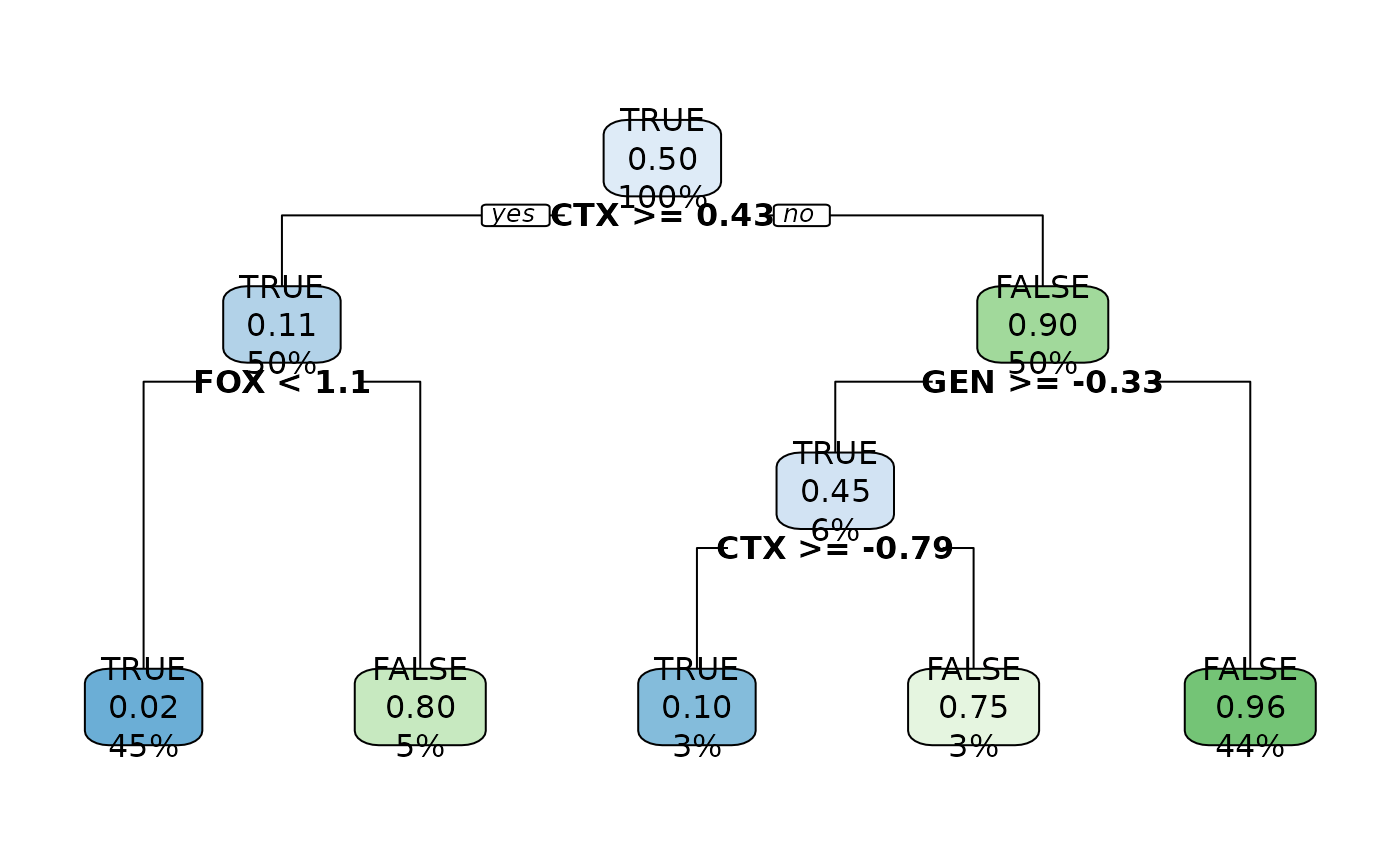 TRUE
0.50
100%
yes CTX >= 0.43 no
TRUE FALSE
0.11 0.90
50% 50%
FOX < 1.1 GEN >= -0.33
TRUE
0.45
6%
CTX >= -0.79
TRUE FALSE TRUE FALSE FALSE
0.02 0.80 0.10 0.75 0.96
45% 5% 3% 3% 44%